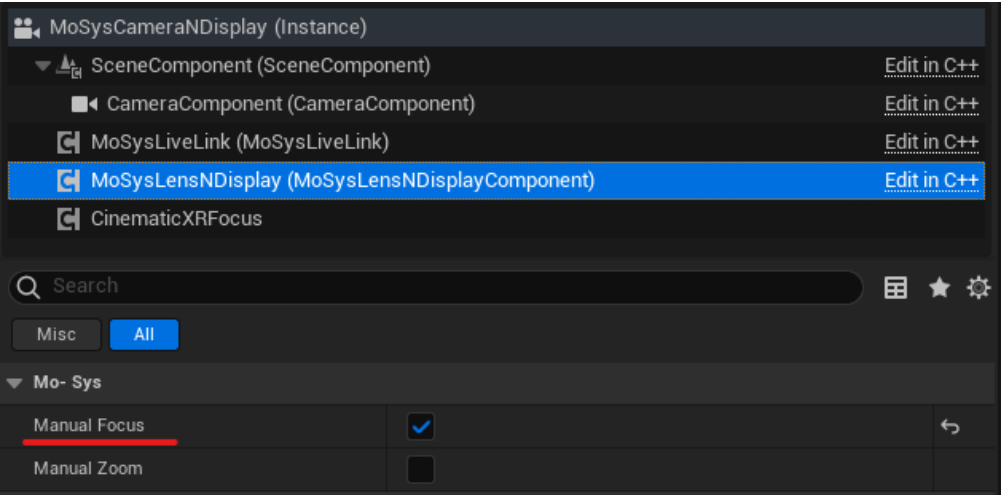 MoSysCameraNDisplay (Instance)
SceneComponent (SceneComponent) Edit in C++
CameraComponent (CameraComponent) Edit in C++
MoSysLiveLink (MoSysLiveLink) Edit in C++
MoSysLensNDisplay (MoSysLensNDisplayComponent) Edit in C++
CinematicXRFocus
Search
Misc All
Mo- Sys
Manual Focus
Manual Zoom